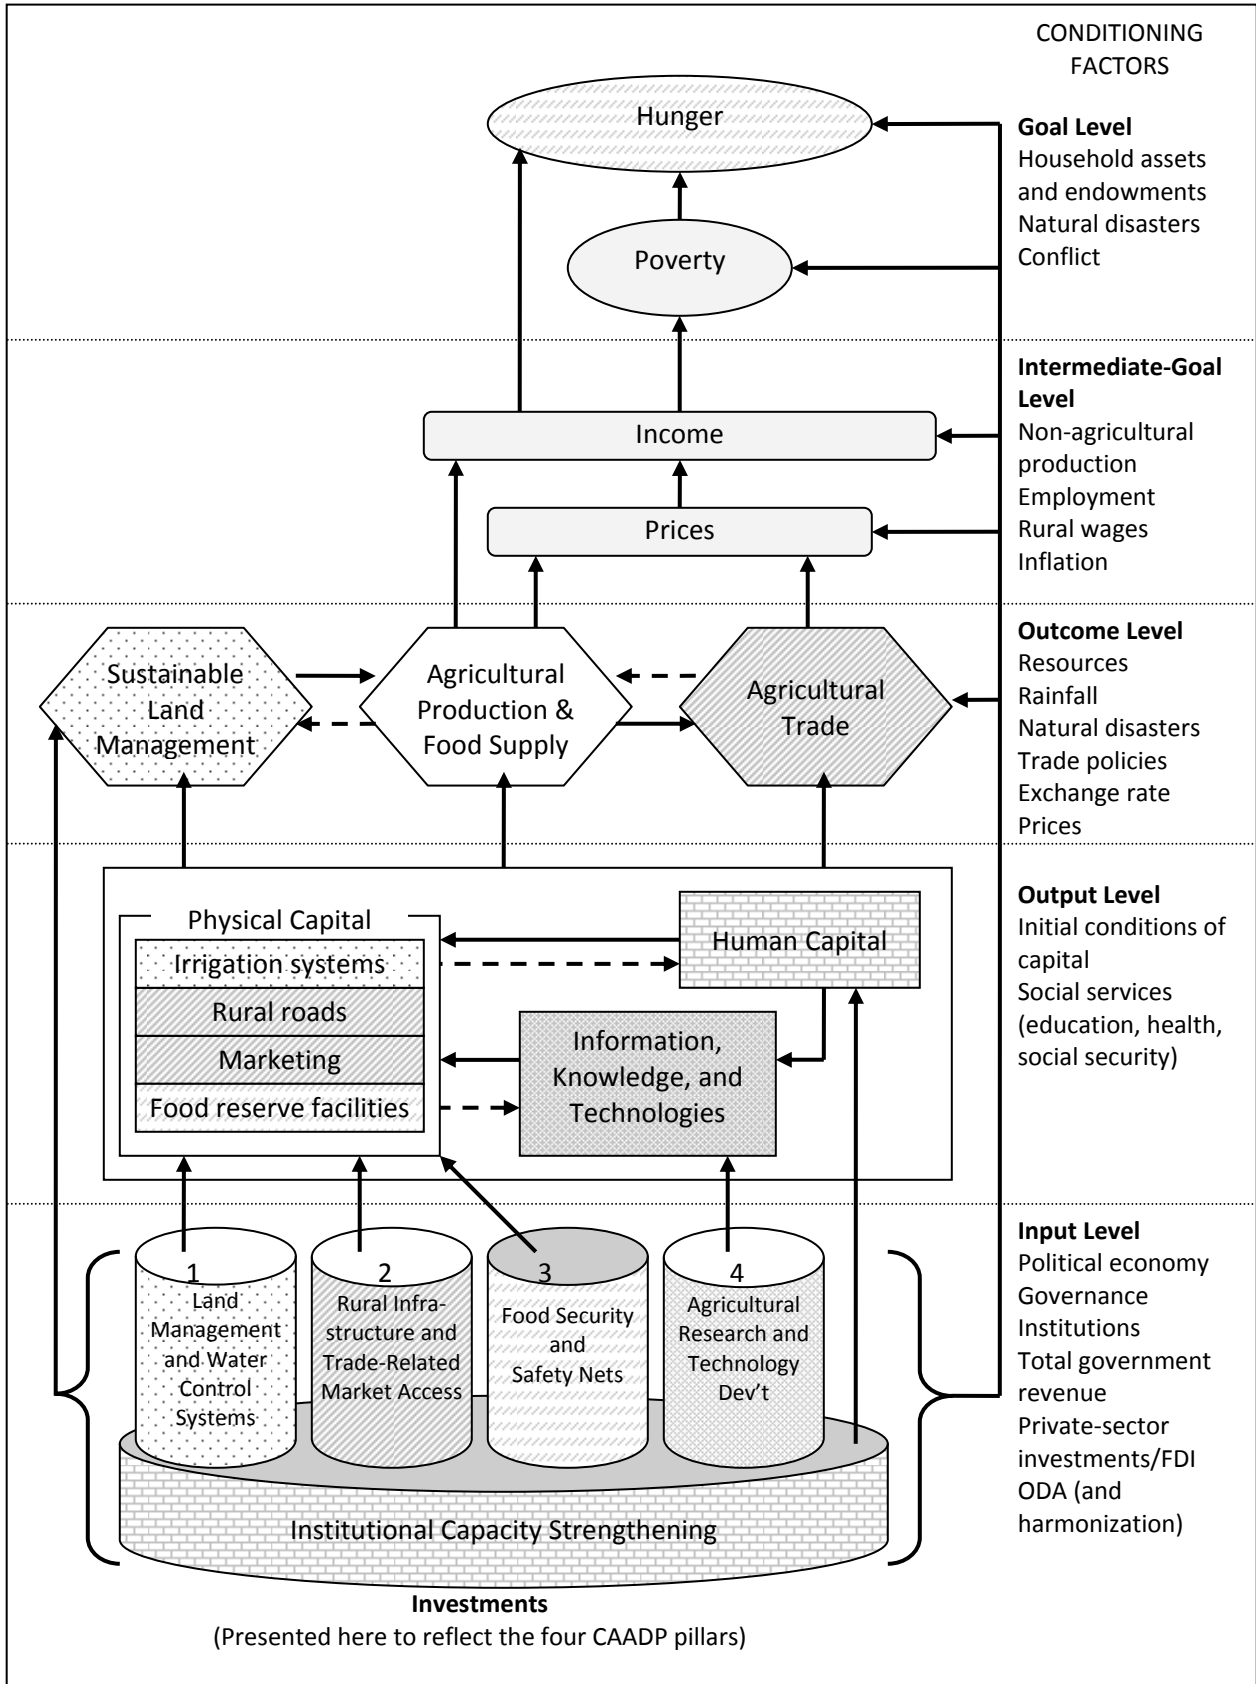 CONDITIONING
FACTORS
Hunger
Poverty
Goal Level
Household assets
and endowments
Natural disasters
Conflict
Income
Prices
Intermediate-Goal
Level
Non-agricultural
production
Employment
Rural wages
Inflation
Sustainable
Land
Management
Agricultural
Production &
Food Supply
Agricultural
Trade
Outcome Level
Resources
Rainfall
Natural disasters
Trade policies
Exchange rate
Prices
Physical Capital
Irrigation systems
Rural roads
Marketing
Food reserve facilities
Human Capital
Information,
Knowledge, and
Technologies
Output Level
Initial conditions of
capital
Social services
(education, health,
social security)
1
Land
Management
and Water
Control
Systems
2
Rural Infra-
structure and
Trade-Related
Market Access
3
Food Security
and
Safety Nets
4
Agricultural
Research and
Technology
Dev’t
Institutional Capacity Strengthening
Input Level
Political economy
Governance
Institutions
Total government
revenue
Private-sector
investments/FDI
ODA (and
harmonization)
Investments
(Presented here to reflect the four CAADP pillars)